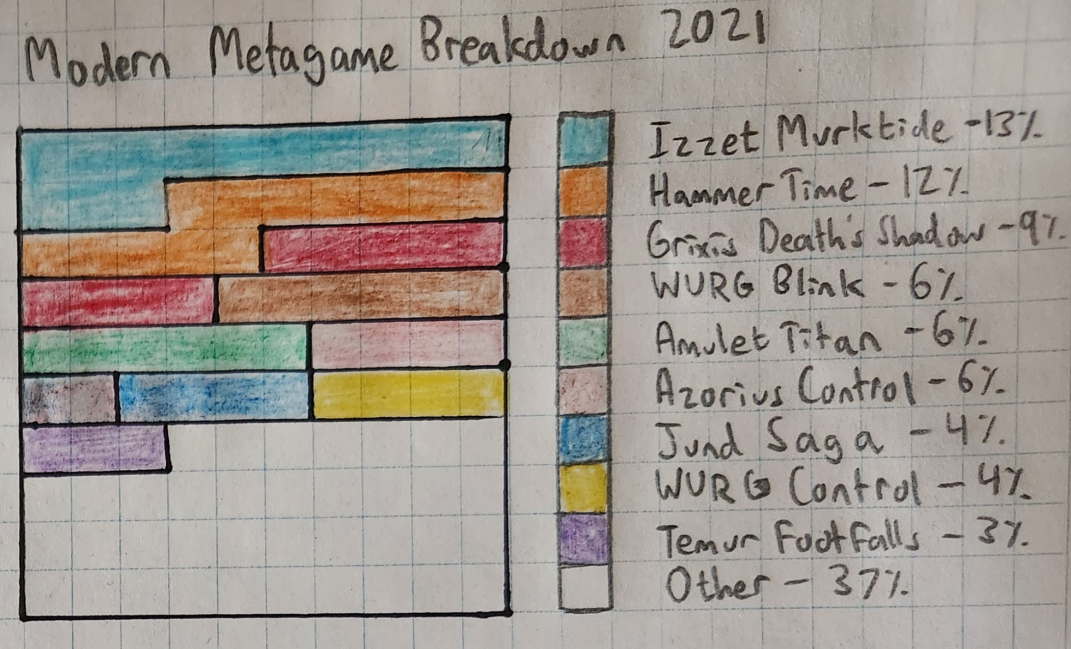 Modern Metagame Breakdown 2021
Izzet Murktide - 13%
Hammer Time - 12%
Grixis Death's Shadow - 9%
WURG Blink - 6%
Amulet Titan - 6%
Azorius Control - 6%
Jund Saga - 4%
WURG Control - 4%
Temur Footfalls - 3%
Other - 37%